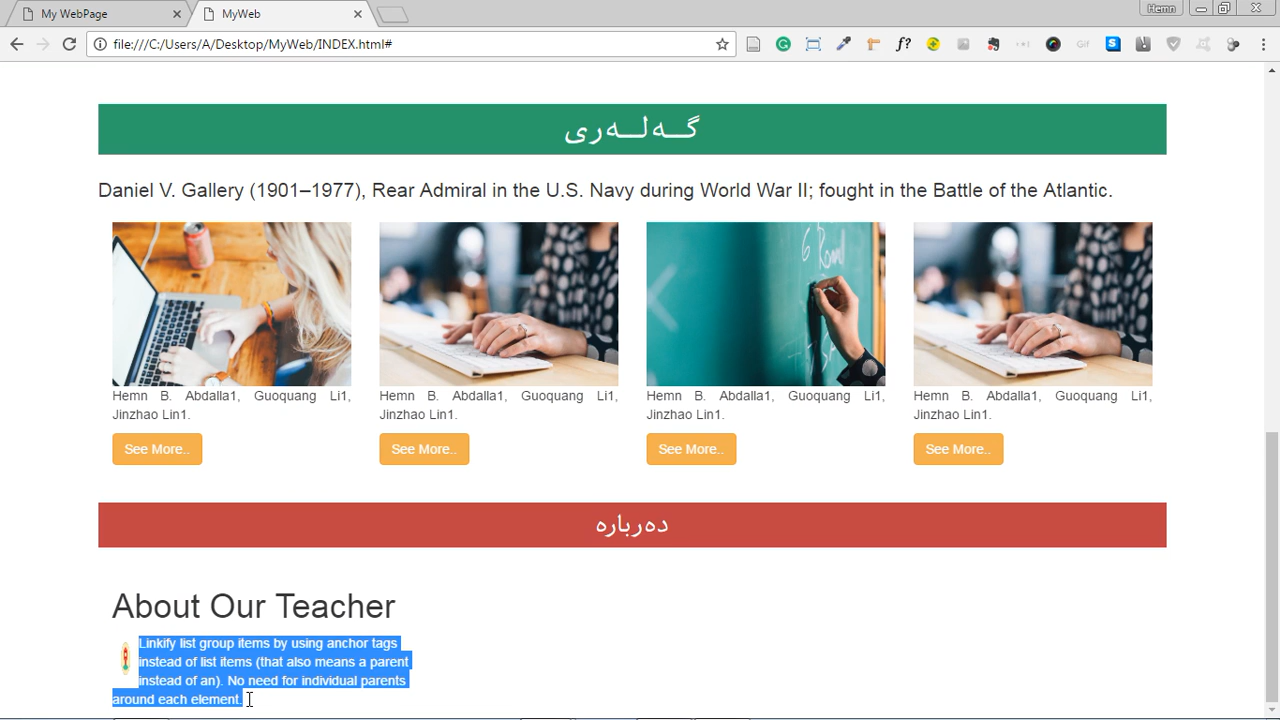 My WebPage
MyWeb
Hemn
file:///C:/Users/A/Desktop/MyWeb/INDEX.html#
f?
Gif
گـــەلـــەری
Daniel V. Gallery (1901–1977), Rear Admiral in the U.S. Navy during World War II; fought in the Battle of the Atlantic.
6 Rom
Hemn B. Abdalla1, Guoquang Li1,
Jinzhao Lin1.
See More..
Hemn B. Abdalla1, Guoquang Li1,
Jinzhao Lin1.
See More..
Hemn B. Abdalla1, Guoquang Li1,
Jinzhao Lin1.
See More..
Hemn B. Abdalla1, Guoquang Li1,
Jinzhao Lin1.
See More..
دەربارە
About Our Teacher
Linkify list group items by using anchor tags
instead of list items (that also means a parent
instead of an). No need for individual parents
around each element.